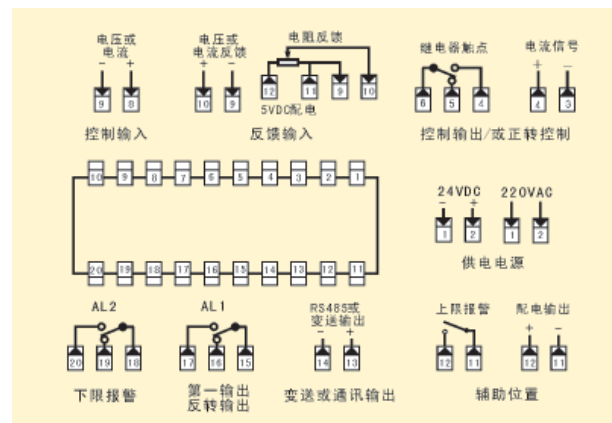 电压或
电流
- +
9 8
控制输入
电压或
电流反馈
+ -
10 9
电阻反馈
12 11 9 10
5VDC配电
反馈输入
继电器触点
6 5 4
电流信号
+ -
4 3
控制输出/或正转控制
10 9 8 7 6 5 4 3 2 1
20 19 18 17 16 15 14 13 12 11
24VDC
- +
1 2
220VAC
1 2
供电电源
AL2
20 19 18
下限报警
AL1
17 16 15
第一输出
反转输出
RS485或
变送输出
- +
14 13
变送或通讯输出
上限报警
12 11
配电输出
+ -
12 11
辅助位置